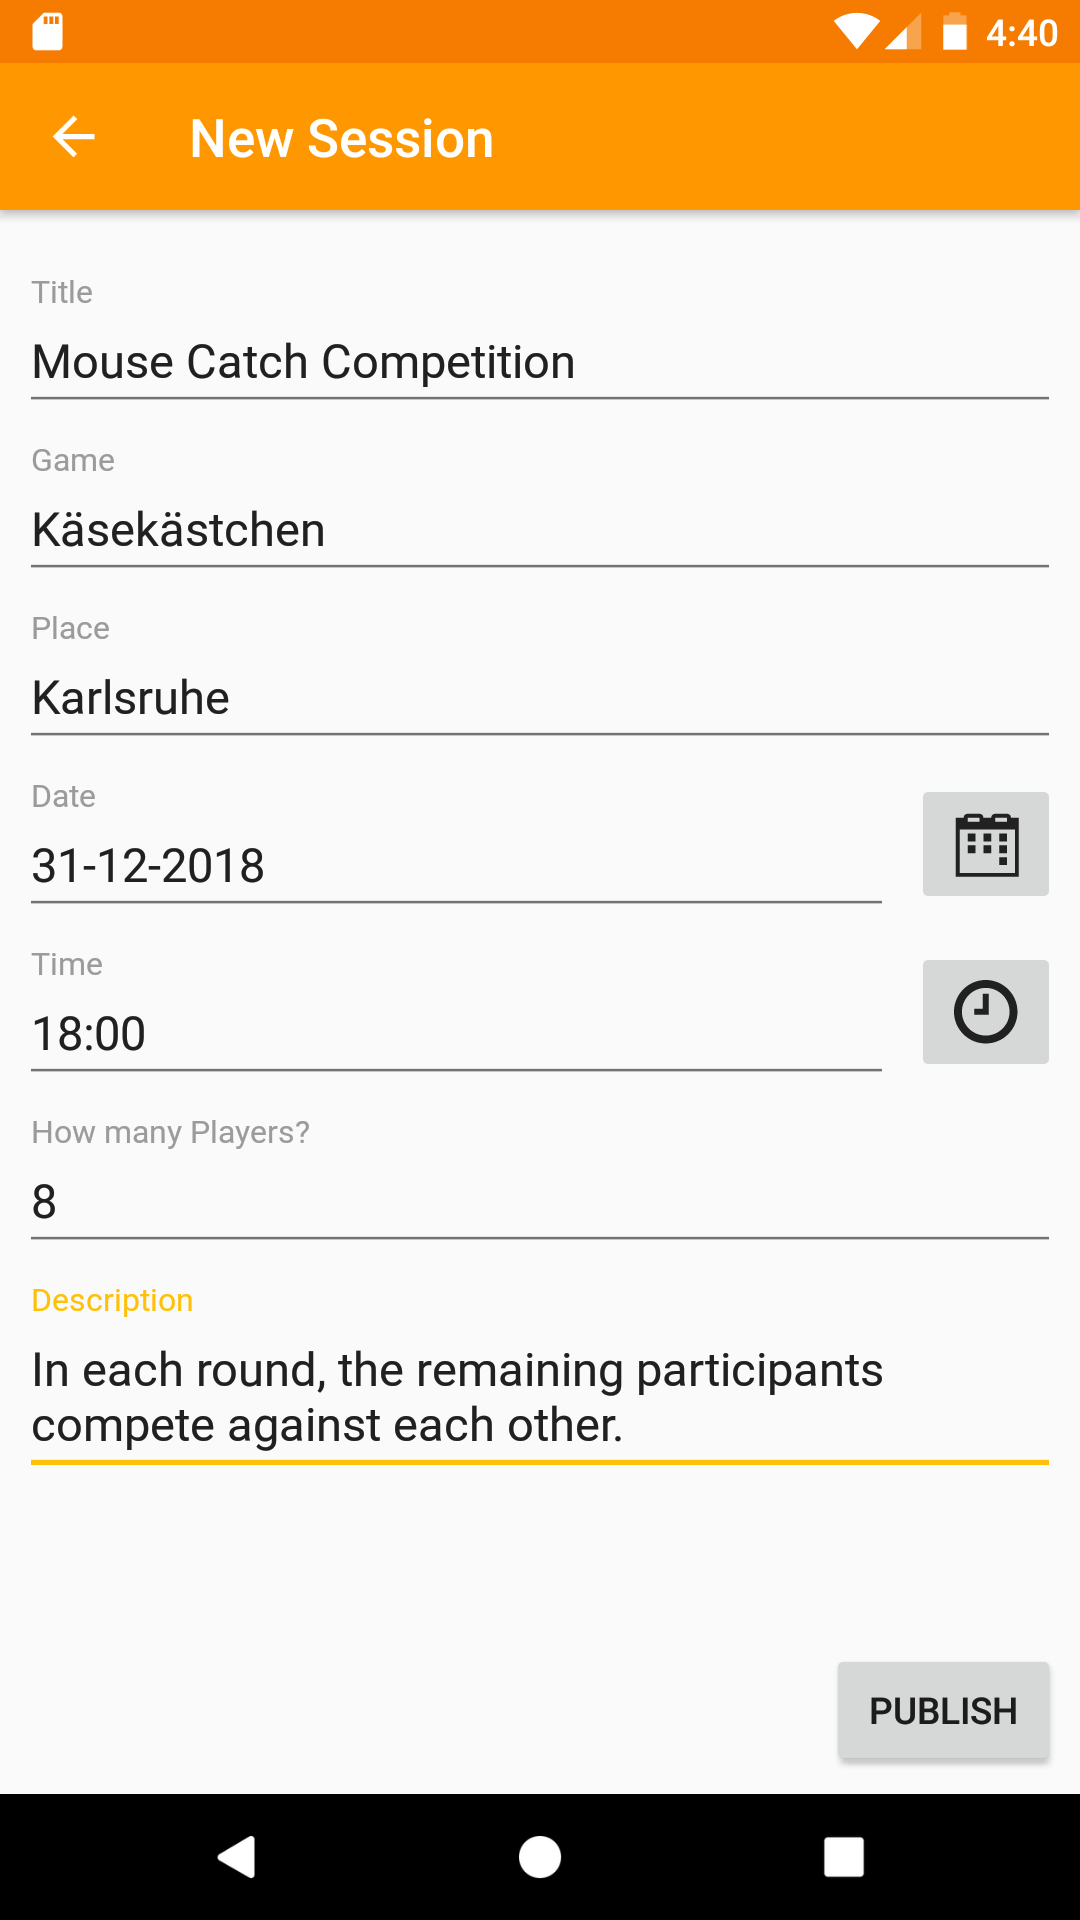 4:40
New Session
Title
Mouse Catch Competition
Game
Käsekästchen
Place
Karlsruhe
Date
31-12-2018
Time
18:00
How many Players?
8
Description
In each round, the remaining participants
compete against each other.
PUBLISH